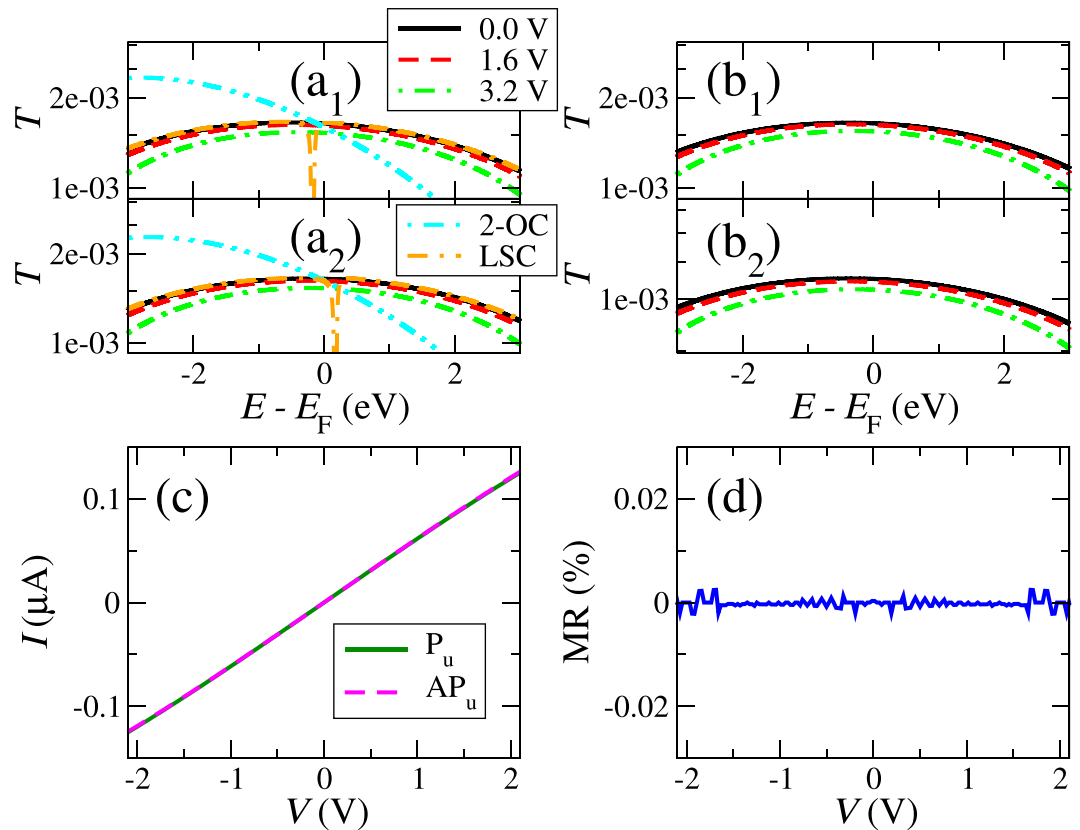 0.0 V
1.6 V
3.2 V
(a1)
T
2e-03
1e-03
(b1)
T
2e-03
1e-03
2-OC
LSC
(a2)
T
2e-03
1e-03
-2 0 2
E - EF (eV)
(b2)
T
1e-03
-2 0 2
E - EF (eV)
(c)
I (μA)
0.1
0
-0.1
Pu
APu
-2 -1 0 1 2
V (V)
(d)
MR (%)
0.02
0
-0.02
-2 -1 0 1 2
V (V)